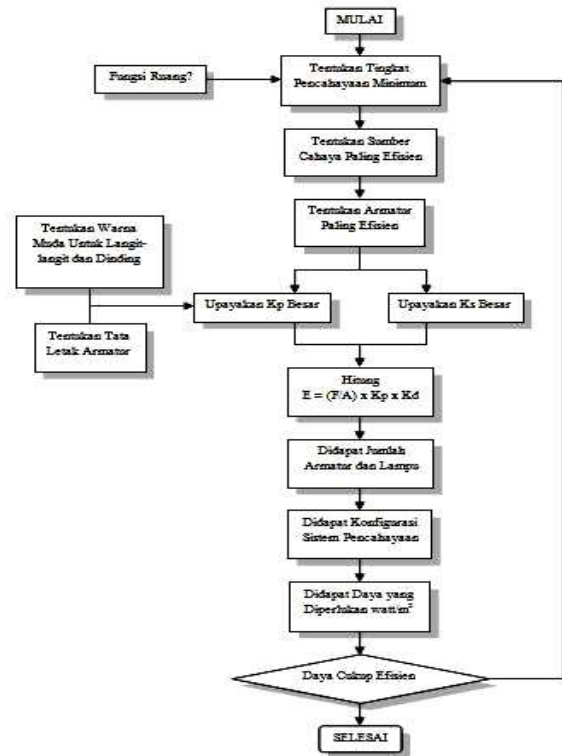 MULAI
Fungsi Ruang?
Tentukan Tingkat
Pencahayaan Minimum
Tentukan Sumber
Cahaya Paling Efisien
Tentukan Armatur
Paling Efisien
Tentukan Warna
Muda Untuk Langit-
langit dan Dinding
Tentukan Tata
Letak Armatur
Upayakan Kp Besar
Upayakan Ks Besar
Hitung
E = (F/A) x Kp x Kd
Didapat Jumlah
Armatur dan Lampu
Didapat Konfigurasi
Sistem Pencahayaan
Didapat Daya yang
Diperlukan watt/m²
Daya Cukup Efisien
SELESAI